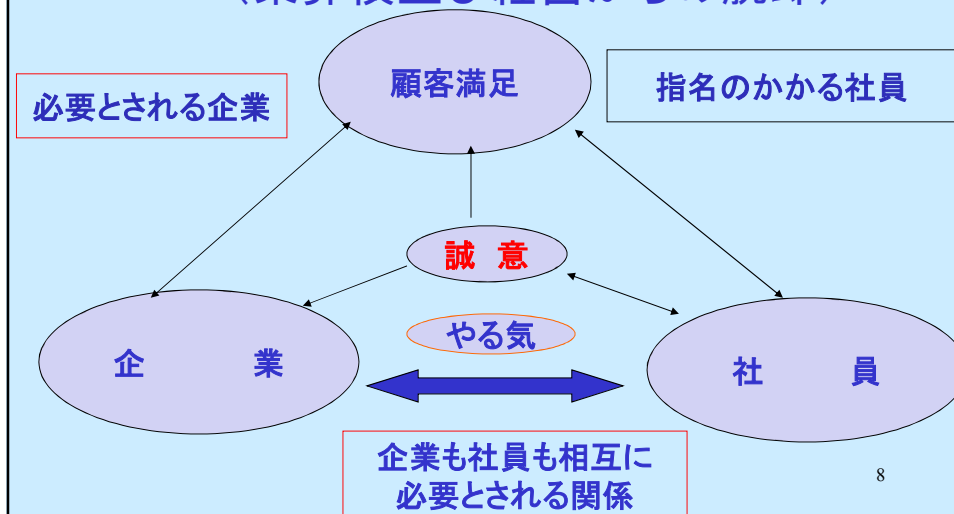 顧客満足
必要とされる企業
指名のかかる社員
誠 意
やる気
企 業
社 員
企業も社員も相互に
必要とされる関係
8